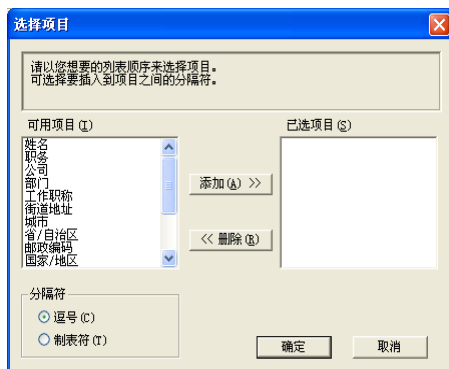 选择项目
请以您想要的列表顺序来选择项目。
可选择要插入到项目之间的分隔符。
可用项目(I)
已选项目(S)
姓名
职务
公司
部门
工作职称
街道地址
城市
省/自治区
邮政编码
国家/地区
添加(A) >>
<< 删除(R)
分隔符
逗号(C)
制表符(T)
确定
取消